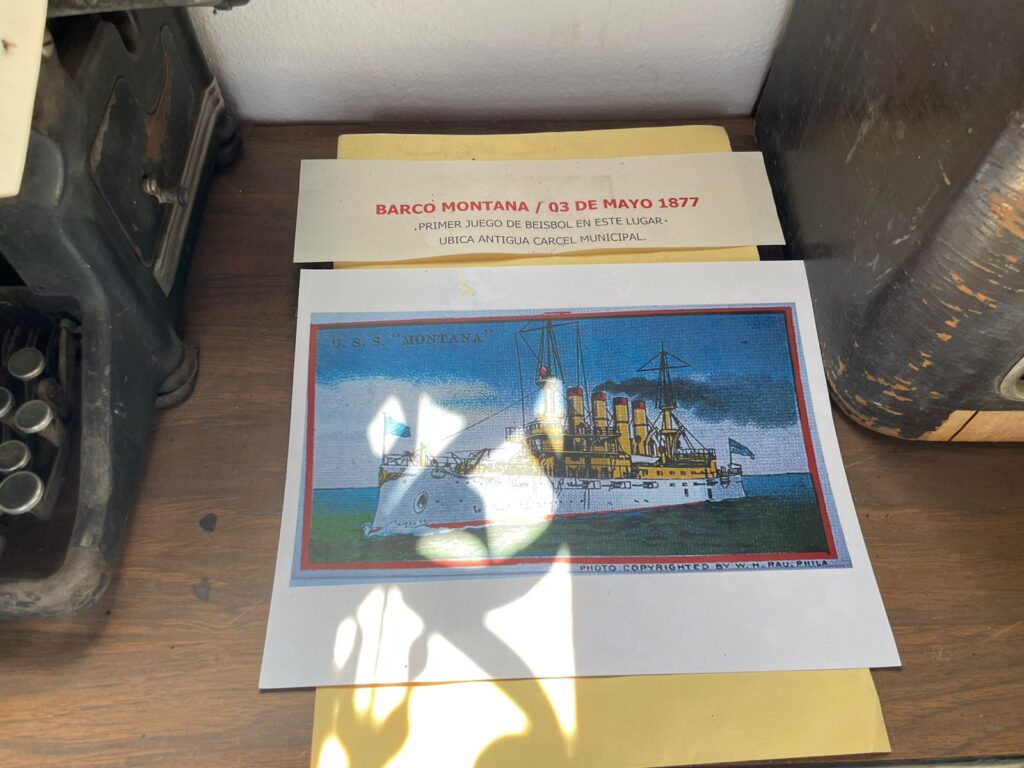 BARCO MONTANA / 03 DE MAYO 1877
.PRIMER JUEGO DE BEISBOL EN ESTE LUGAR.
UBICA ANTIGUA CARCEL MUNICIPAL.
U. S. S. "MONTANA"
PHOTO COPYRIGHTED BY W. H. RAU. PHILA.